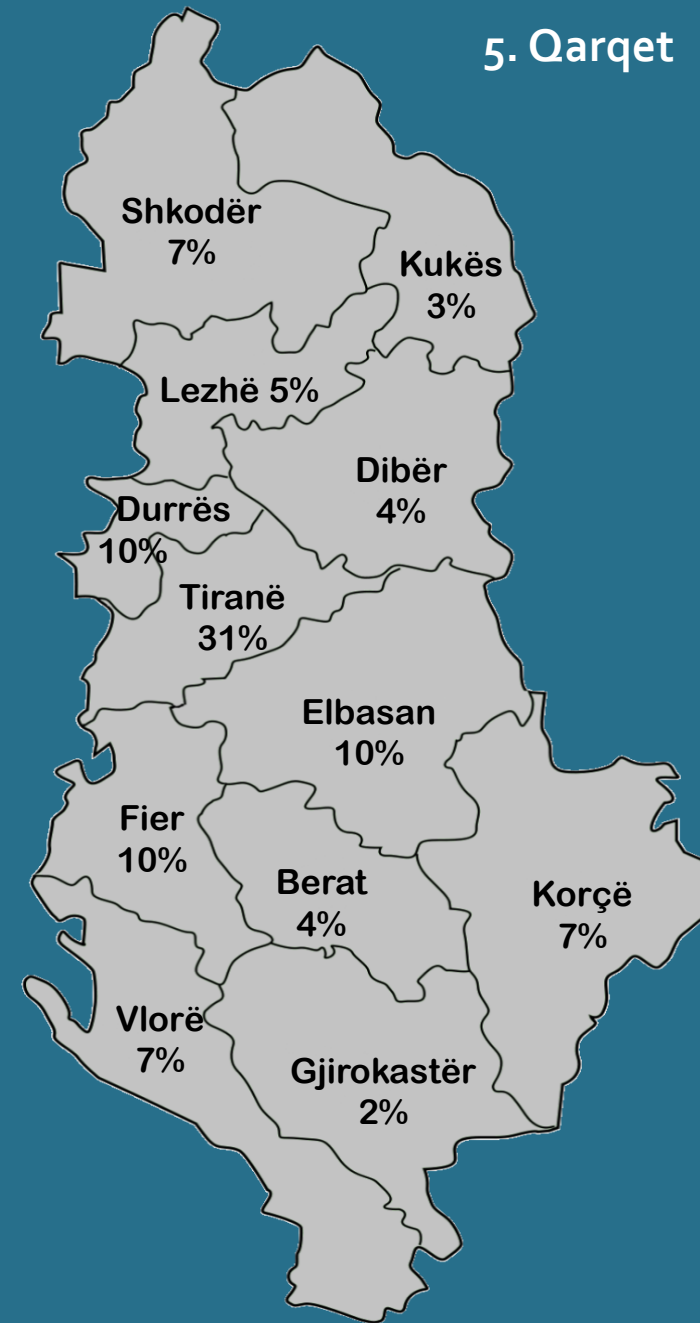 5. Qarqet
Shkodër
7%
Kukës
3%
Lezhë 5%
Dibër
4%
Durrës
10%
Tiranë
31%
Elbasan
10%
Fier
10%
Berat
4%
Korçë
7%
Vlorë
7%
Gjirokastër
2%